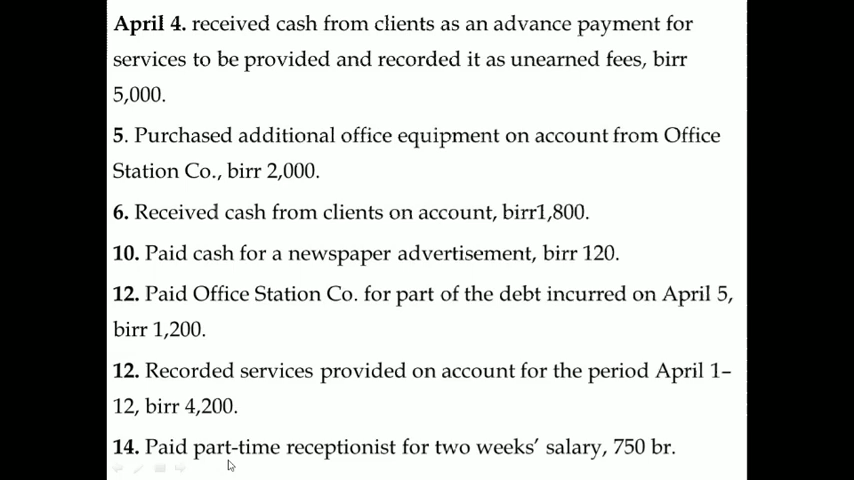 April 4. received cash from clients as an advance payment for
services to be provided and recorded it as unearned fees, birr
5,000.
5. Purchased additional office equipment on account from Office
Station Co., birr 2,000.
6. Received cash from clients on account, birr1,800.
10. Paid cash for a newspaper advertisement, birr 120.
12. Paid Office Station Co. for part of the debt incurred on April 5,
birr 1,200.
12. Recorded services provided on account for the period April 1–
12, birr 4,200.
14. Paid part-time receptionist for two weeks’ salary, 750 br.